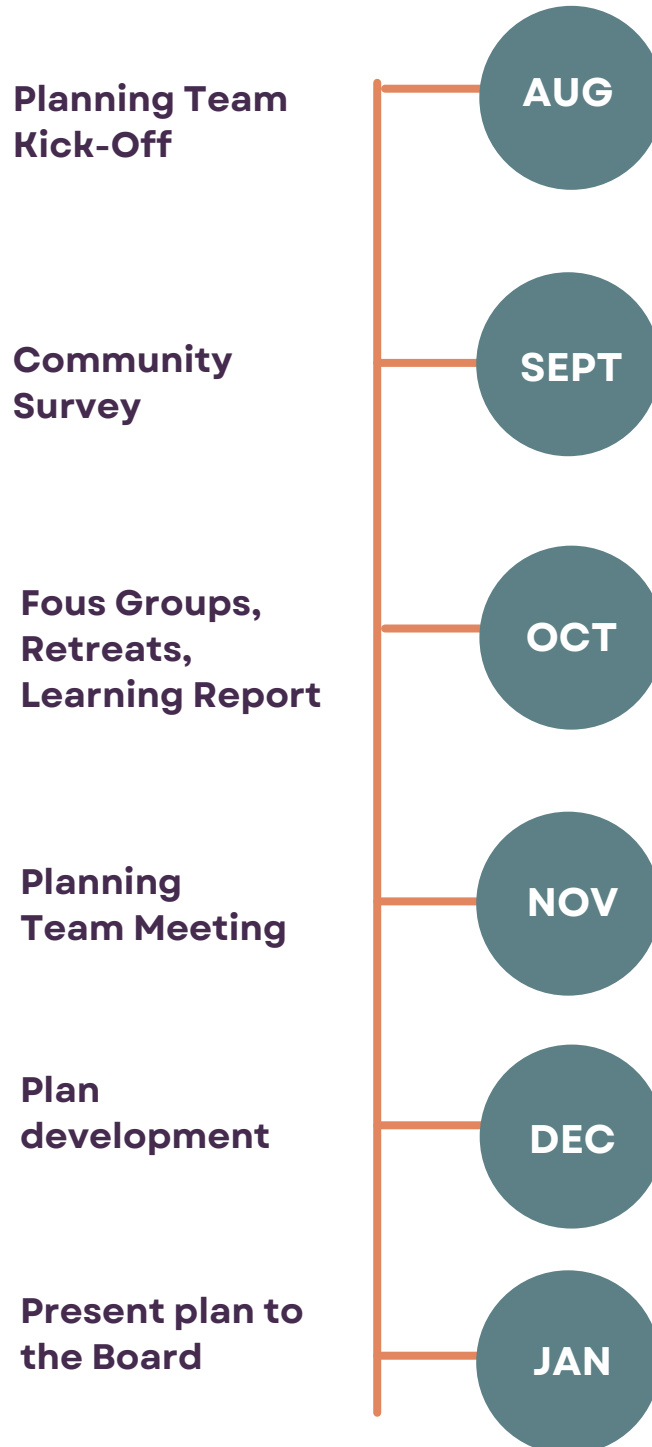 Planning Team
Kick-Off
AUG
Community
Survey
SEPT
Fous Groups,
Retreats,
Learning Report
OCT
Planning
Team Meeting
NOV
Plan
development
DEC
Present plan to
the Board
JAN